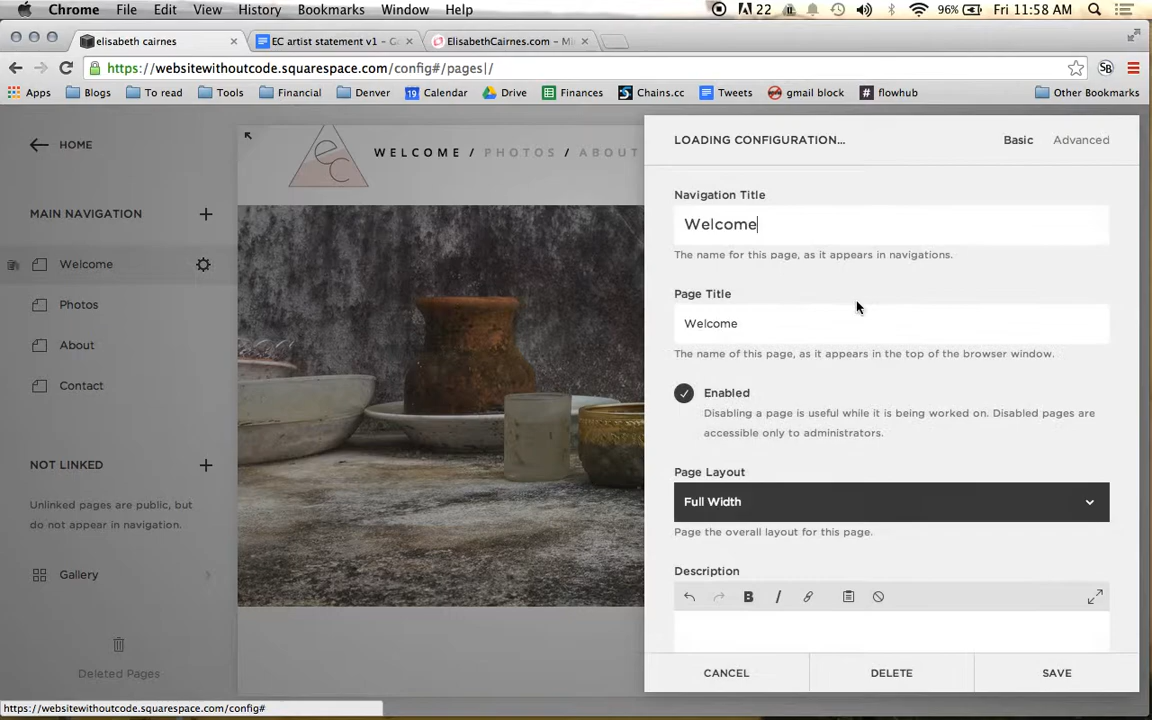 Chrome File Edit View History Bookmarks Window Help 22 96% Fri 11:58 AM
elisabeth cairnes × EC artist statement v1 - Go × ElisabethCairnes.com - Mi ×
https://websitewithoutcode.squarespace.com/config#/pages|/
Apps Blogs To read Tools Financial Denver 19 Calendar Drive Finances Chains.cc Tweets gmail block flowhub Other Bookmarks
HOME
MAIN NAVIGATION +
Welcome
Photos
About
Contact
NOT LINKED +
Unlinked pages are public, but
do not appear in navigation.
Gallery
Deleted Pages
ec
WELCOME / PHOTOS / ABOUT
LOADING CONFIGURATION... Basic Advanced
Navigation Title
Welcome
The name for this page, as it appears in navigations.
Page Title
Welcome
The name of this page, as it appears in the top of the browser window.
Enabled
Disabling a page is useful while it is being worked on. Disabled pages are
accessible only to administrators.
Page Layout
Full Width
Page the overall layout for this page.
Description
B I
CANCEL DELETE SAVE
https://websitewithoutcode.squarespace.com/config#